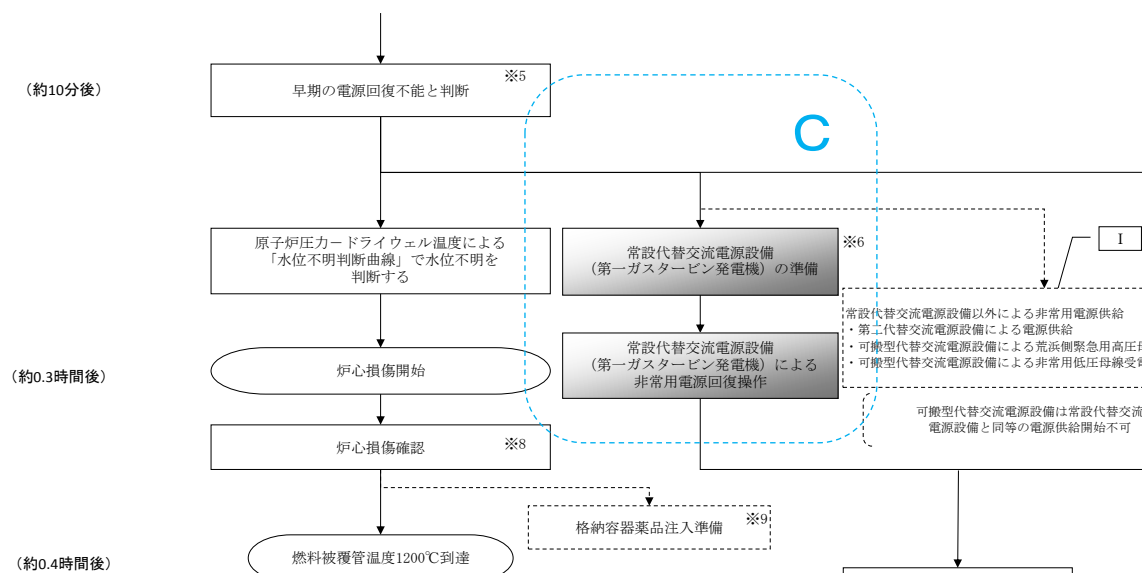 （約10分後）
早期の電源回復不能と判断
※5
C
原子炉圧力－ドライウェル温度による
「水位不明判断曲線」で水位不明を
判断する
常設代替交流電源設備
（第一ガスタービン発電機）の準備
※6
I
常設代替交流電源設備以外による非常用電源供給
・第二代替交流電源設備による電源供給
・可搬型代替交流電源設備による荒浜側緊急用高圧
・可搬型代替交流電源設備による非常用低圧母線受電
（約0.3時間後）
炉心損傷開始
常設代替交流電源設備
（第一ガスタービン発電機）による
非常用電源回復操作
可搬型代替交流電源設備は常設代替交流
電源設備と同等の電源供給開始不可
炉心損傷確認
※8
格納容器薬品注入準備
※9
（約0.4時間後）
燃料被覆管温度1200℃到達